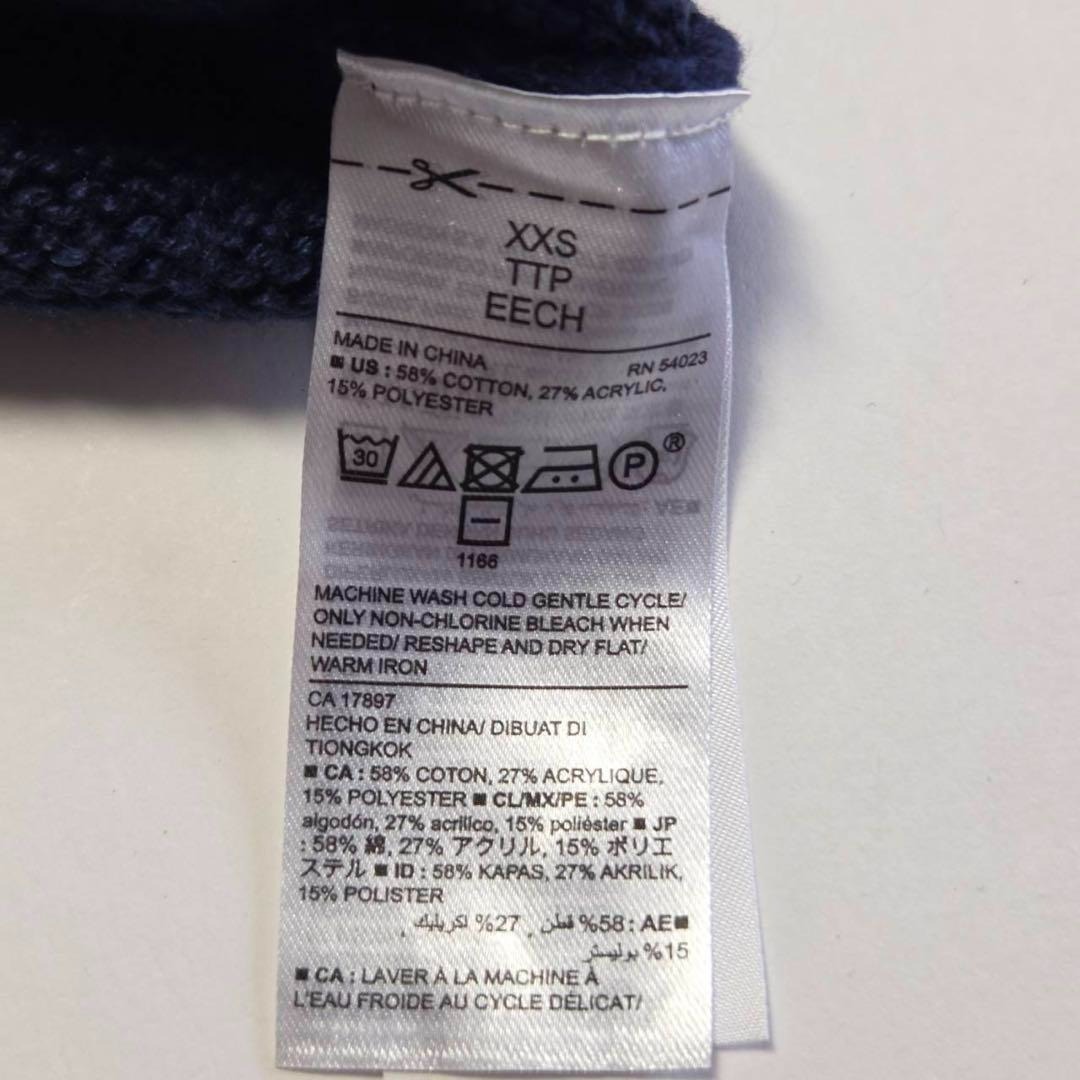 XXS
TTP
EECH
MADE IN CHINA
RN 54023
■ US : 58% COTTON, 27% ACRYLIC,
15% POLYESTER
30
P ®
1166
MACHINE WASH COLD GENTLE CYCLE/
ONLY NON-CHLORINE BLEACH WHEN
NEEDED/ RESHAPE AND DRY FLAT/
WARM IRON
CA 17897
HECHO EN CHINA/ DIBUAT DI
TIONGKOK
■ CA : 58% COTON, 27% ACRYLIQUE,
15% POLYESTER ■ CL/MX/PE : 58%
algodón, 27% acrílico, 15% poliéster ■ JP
: 58% 綿, 27% アクリル, 15% ポリエ
ステル ■ ID : 58% KAPAS, 27% AKRILIK,
15% POLISTER
■AE : %58 قطن , %27 اكريليك ,
%15 بوليستر
■ CA : LAVER À LA MACHINE À
L'EAU FROIDE AU CYCLE DÉLICAT/